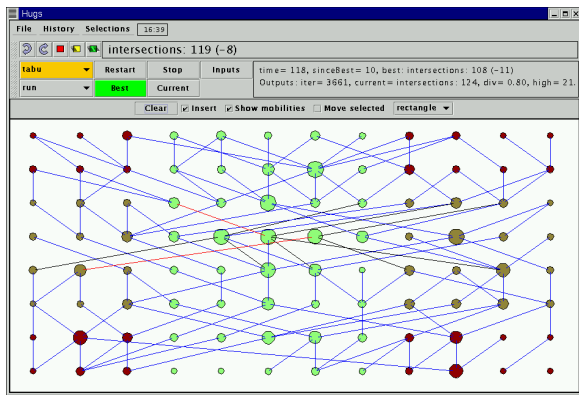 Hugs
File History Selections 16:39
intersections: 119 (-8)
tabu Restart Stop Inputs
time= 118, sinceBest= 10, best: intersections: 108 (-11)
Outputs: iter= 3661, current= intersections: 124, div= 0.80, high= 21.
run Best Current
Clear Insert Show mobilities Move selected rectangle